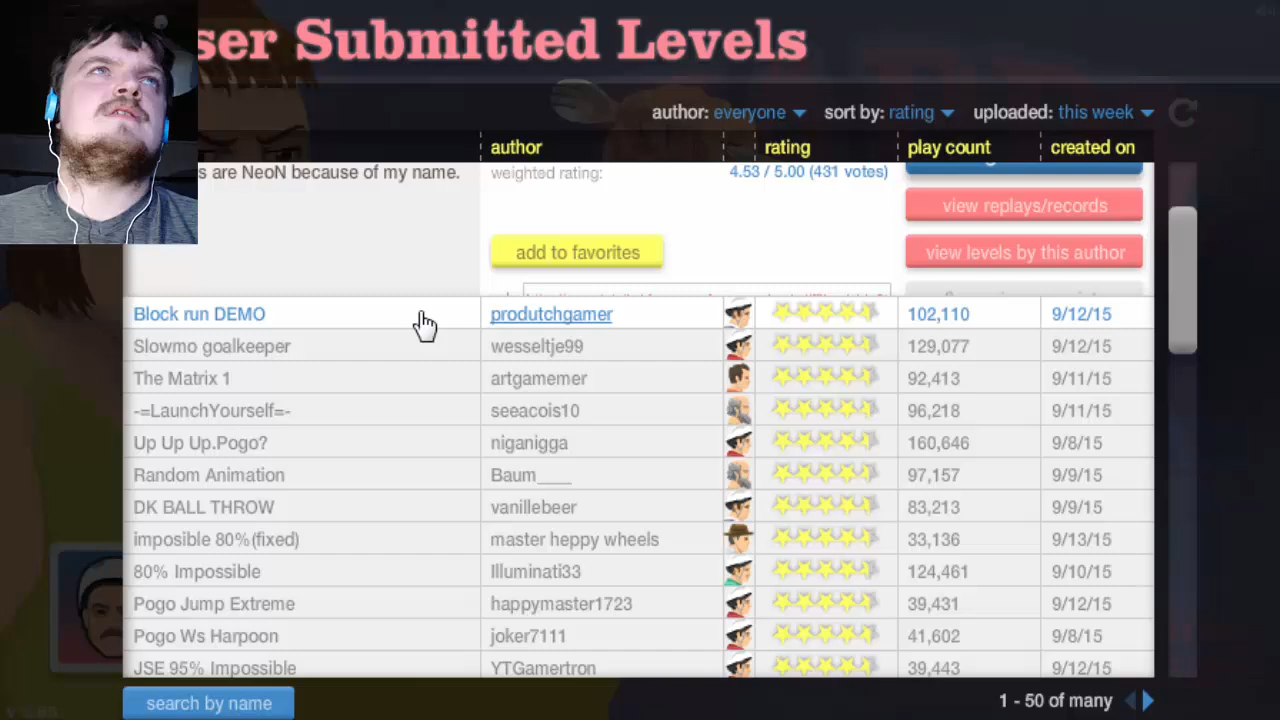 ser Submitted Levels
author: everyone sort by: rating uploaded: this week
author rating play count created on
s are NeoN because of my name.
weighted rating: 4.53 / 5.00 (431 votes)
view replays/records
add to favorites
view levels by this author
Block run DEMO produtchgamer 102,110 9/12/15
Slowmo goalkeeper wesseltje99 129,077 9/12/15
The Matrix 1 artgamemer 92,413 9/11/15
-=LaunchYourself=- seeacois10 96,218 9/11/15
Up Up Up.Pogo? niganigga 160,646 9/8/15
Random Animation Baum____ 97,157 9/9/15
DK BALL THROW vanillebeer 83,213 9/9/15
imposible 80%(fixed) master heppy wheels 33,136 9/13/15
80% Impossible Illuminati33 124,461 9/10/15
Pogo Jump Extreme happymaster1723 39,431 9/12/15
Pogo Ws Harpoon joker7111 41,602 9/8/15
JSE 95% Impossible YTGamertron 39,443 9/12/15
search by name
1 - 50 of many